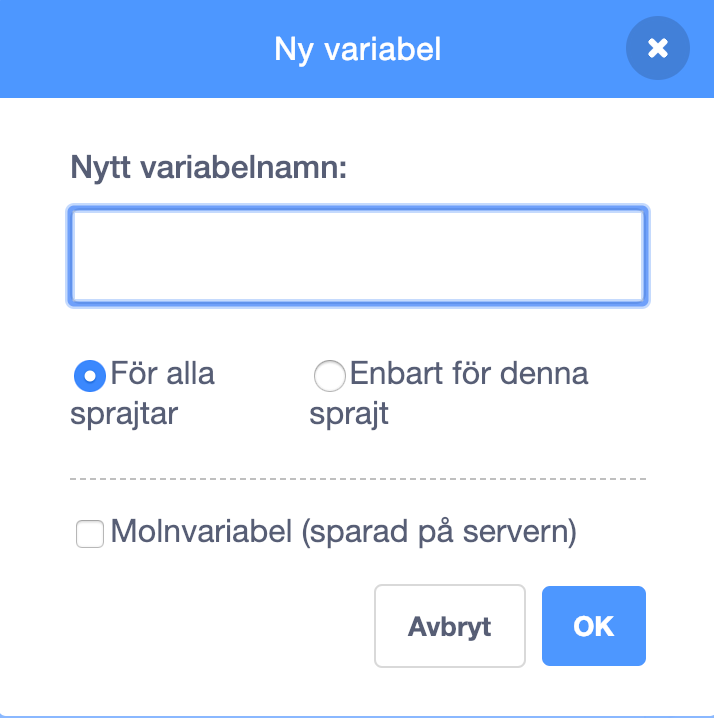 Ny variabel
Nytt variabelnamn:
För alla
sprajtar
Enbart för denna
sprajt
Molnvariabel (sparad på servern)
Avbryt
OK